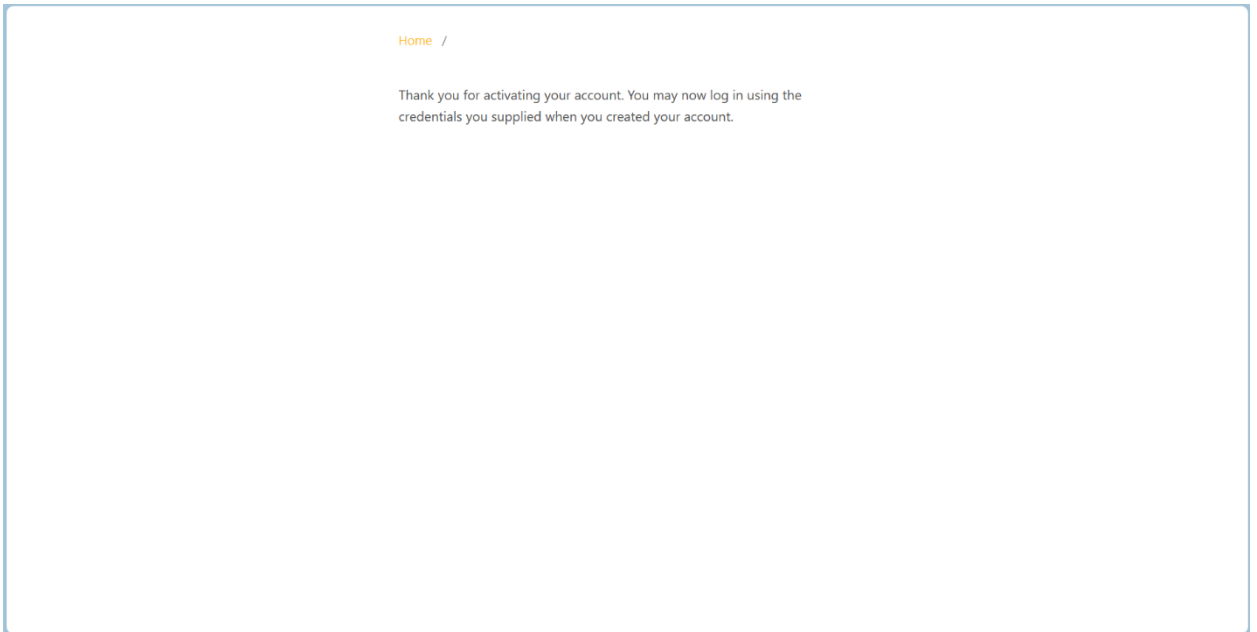 Home /
Thank you for activating your account. You may now log in using the
credentials you supplied when you created your account.